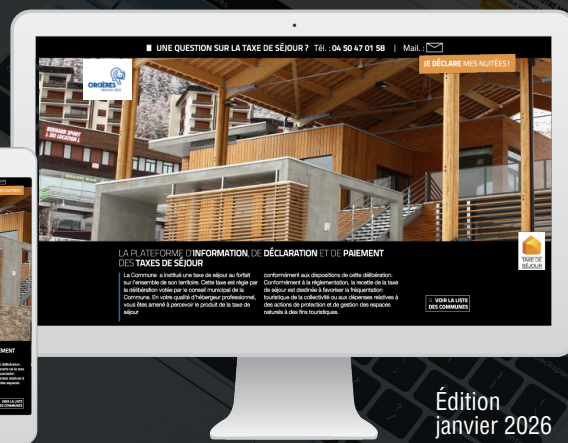 UNE QUESTION SUR LA TAXE DE SÉJOUR ? Tél. : 04 50 47 01 58 | Mail. :
JE DÉCLARE MES NUITÉES !
ORCIÈRES
BERNARD SPORT
SKI LOCATION
LA PLATEFORME D'INFORMATION, DE DÉCLARATION ET DE PAIEMENT
DES TAXES DE SÉJOUR
La Commune a institué une taxe de séjour au forfait
sur l'ensemble de son territoire. Cette taxe est régie par
la délibération votée par le conseil municipal de la
Commune. En votre qualité d'hébergeur professionnel,
vous êtes amené à percevoir le produit de la taxe de
séjour
conformément aux dispositions de cette délibération.
Conformément à la règlementation, la recette de la taxe
de séjour est destinée à favoriser la fréquentation
touristique de la collectivité ou aux dépenses relatives à
des actions de protection et de gestion des espaces
naturels à des fins touristiques.
TAXE DE
SÉJOUR
VOIR LA LISTE
DES COMMUNES
Édition
janvier 2026